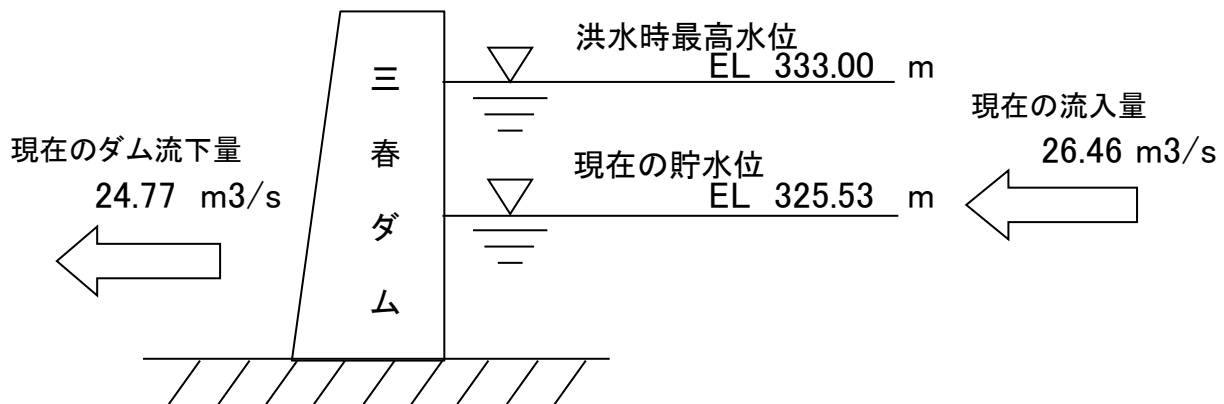 洪水時最高水位
EL 333.00 m
現在の流入量
26.46 m3/s
現在のダム流下量
24.77 m3/s
現在の貯水位
EL 325.53 m
三春ダム